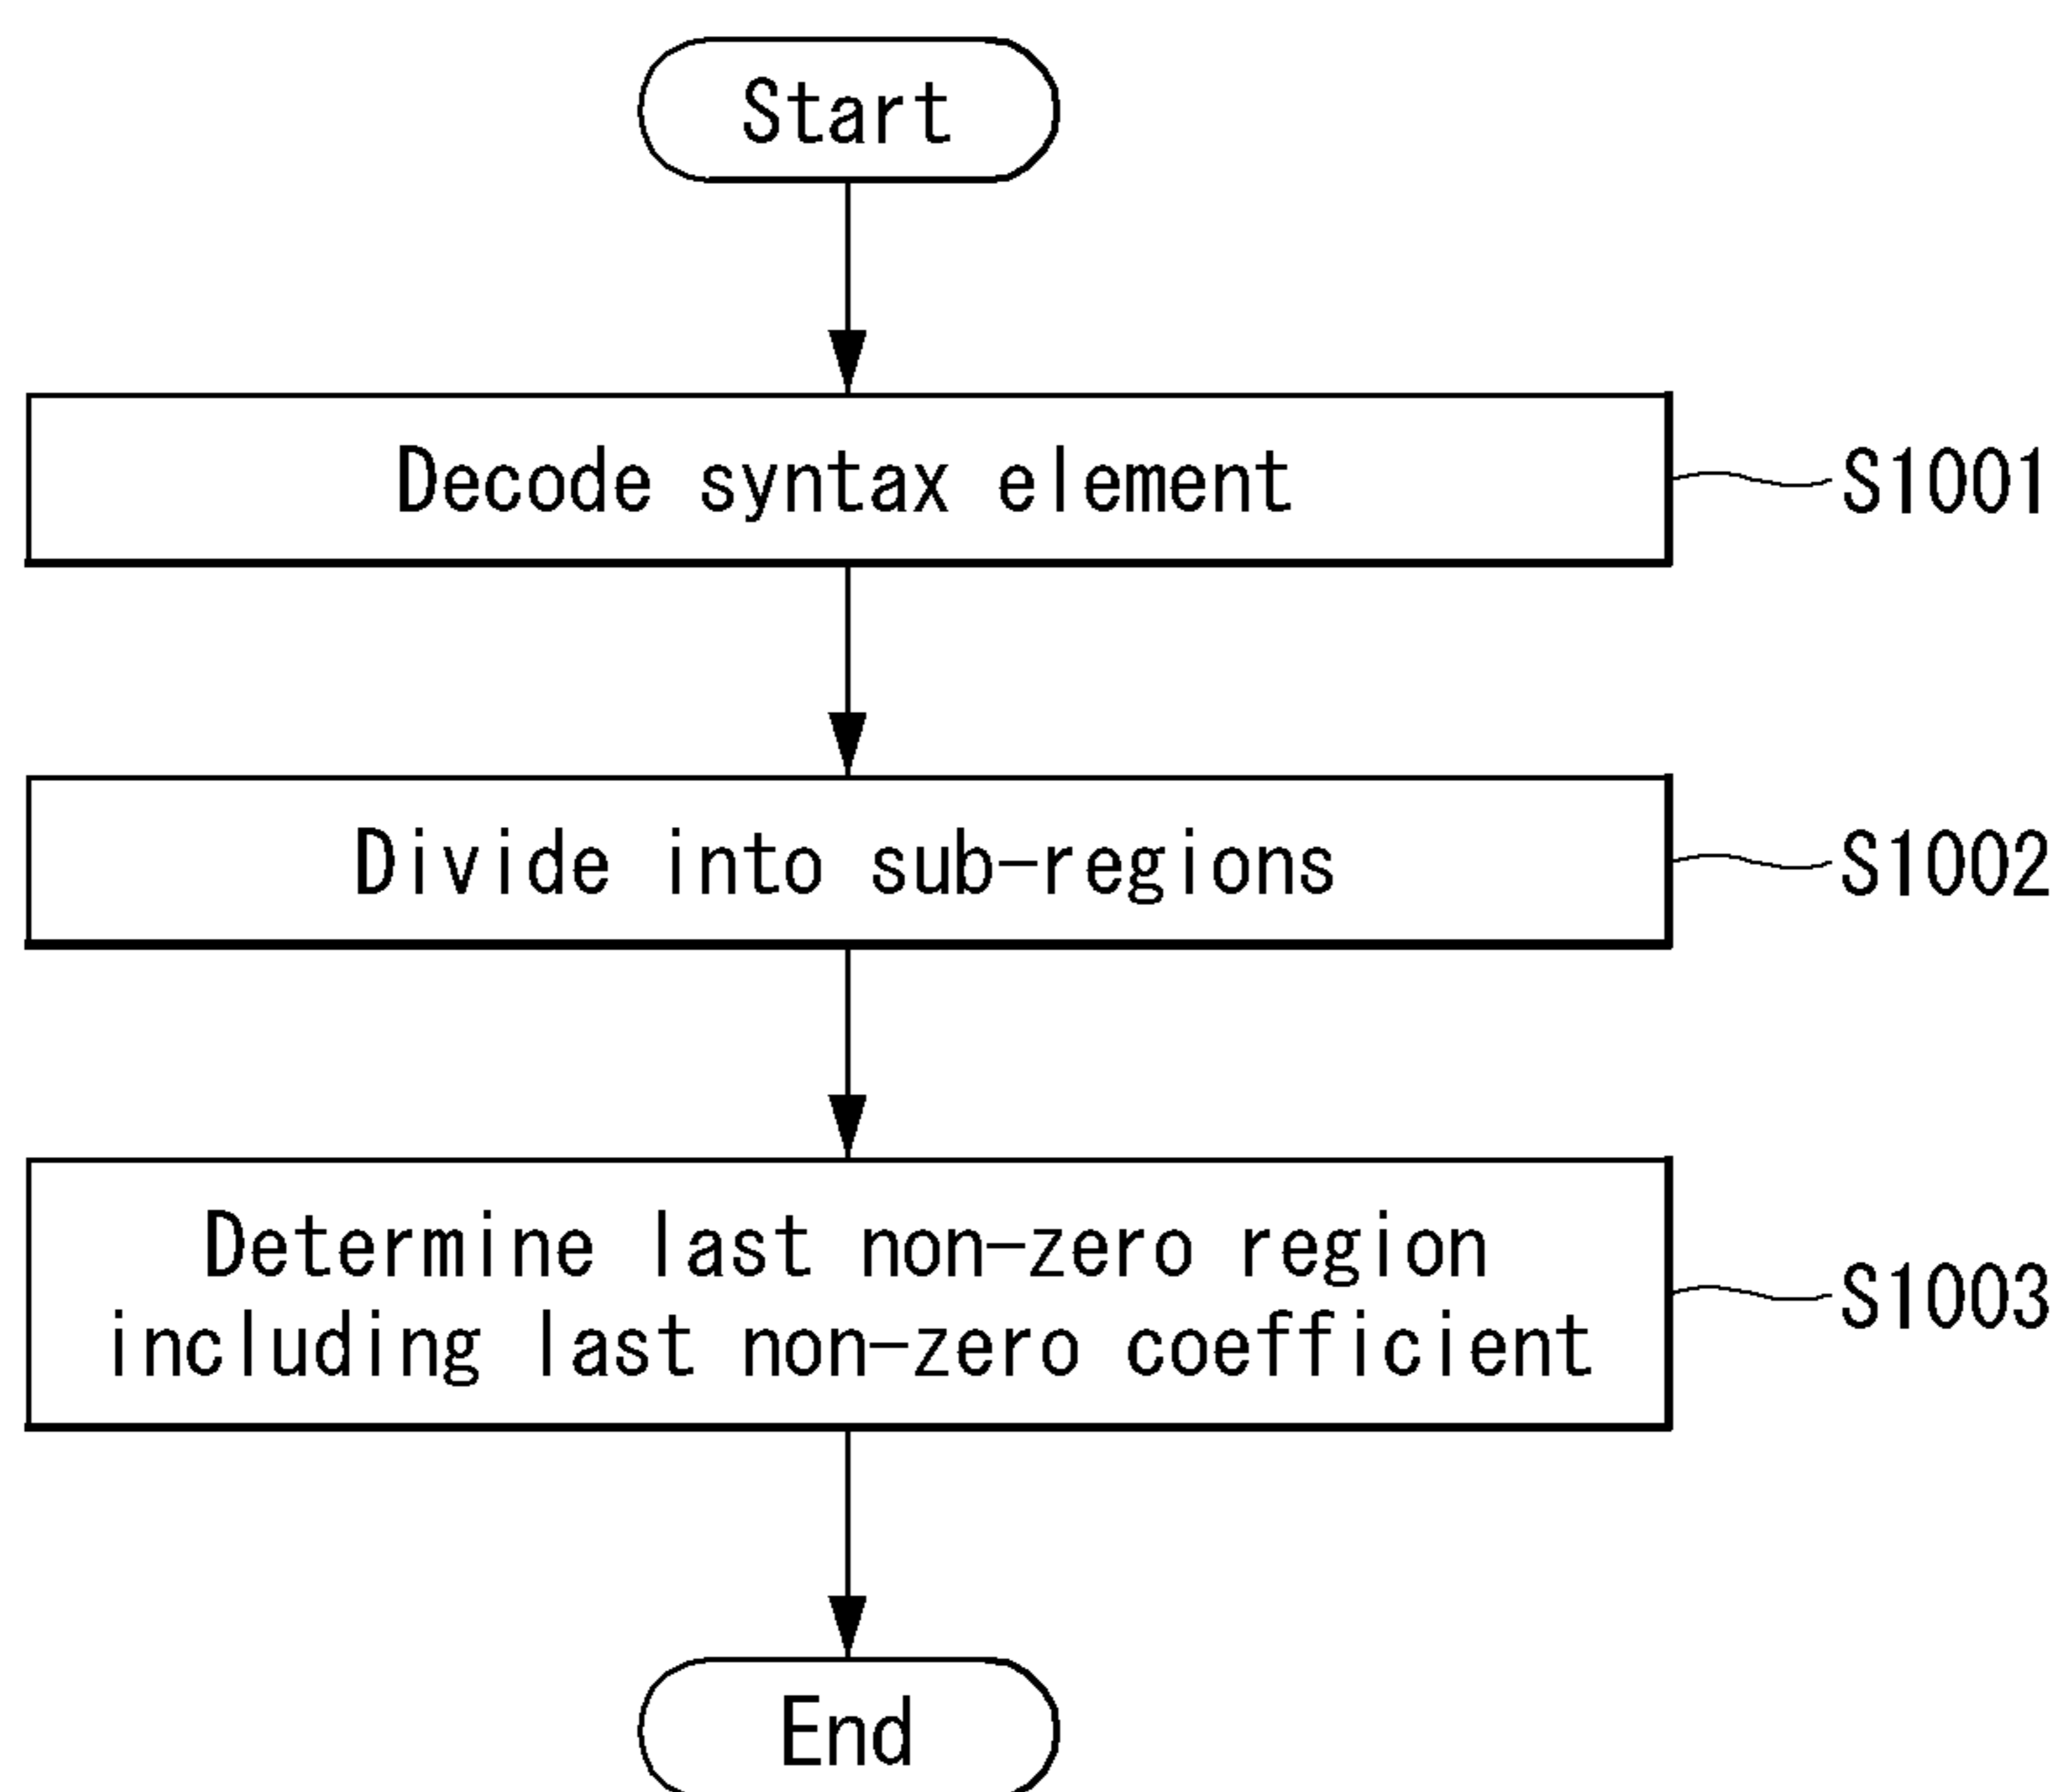 Start
Decode syntax element
S1001
Divide into sub-regions
S1002
Determine last non-zero region
including last non-zero coefficient
S1003
End